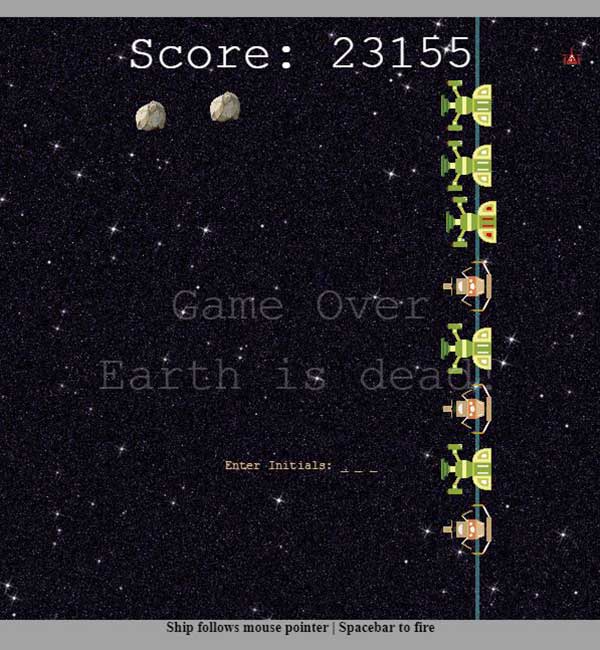 Score: 23155
Game Over
Earth is dead.
Enter Initials: _ _ _
Ship follows mouse pointer | Spacebar to fire